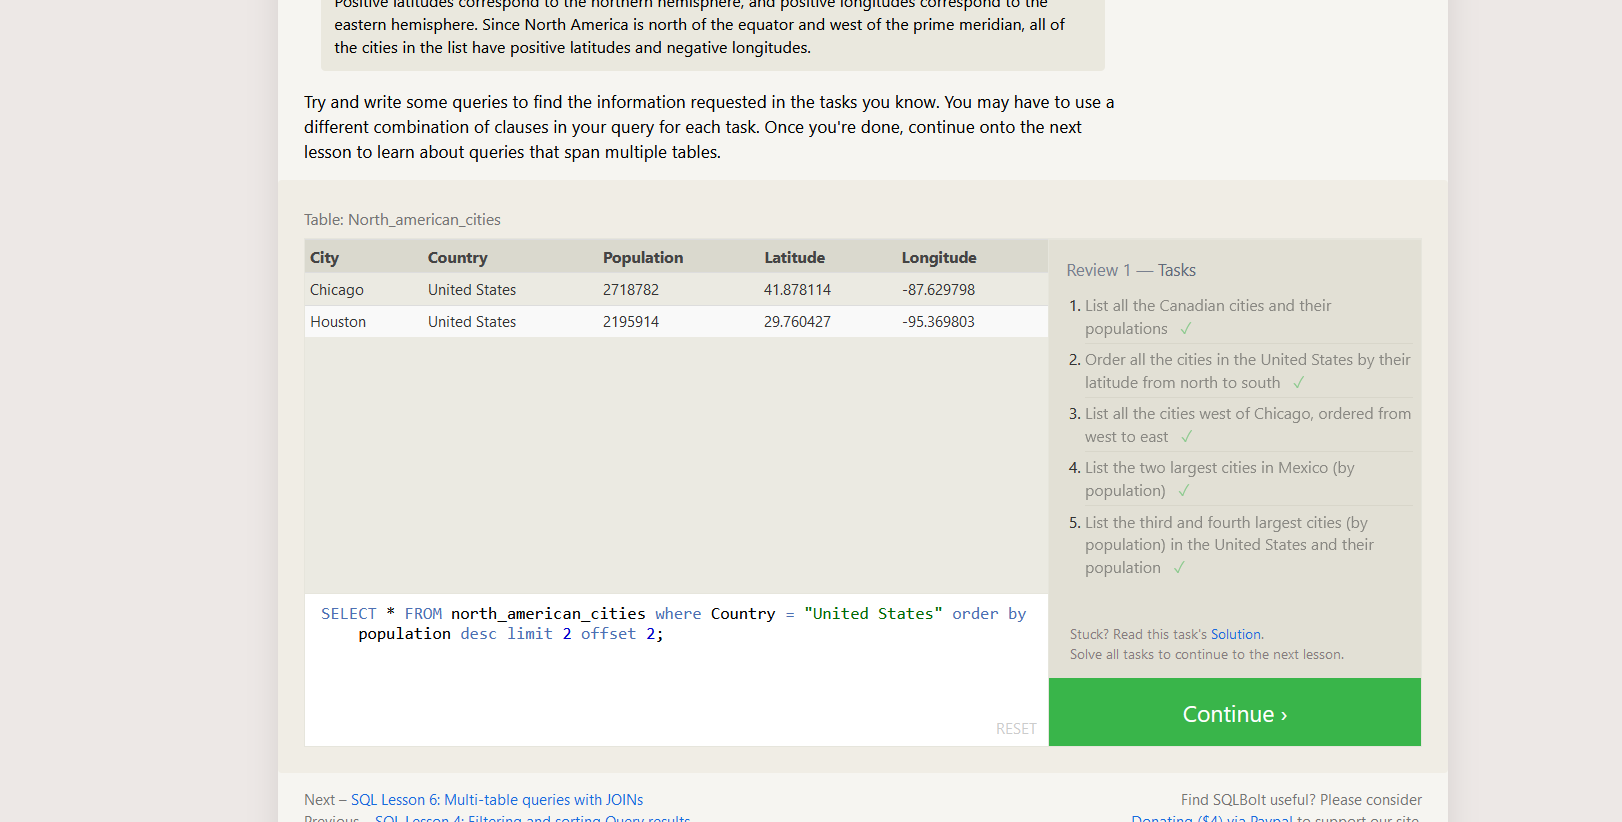 Positive latitudes correspond to the northern hemisphere, and positive longitudes correspond to the
eastern hemisphere. Since North America is north of the equator and west of the prime meridian, all of
the cities in the list have positive latitudes and negative longitudes.
Try and write some queries to find the information requested in the tasks you know. You may have to use a
different combination of clauses in your query for each task. Once you're done, continue onto the next
lesson to learn about queries that span multiple tables.
Table: North_american_cities
City Country Population Latitude Longitude
Chicago United States 2718782 41.878114 -87.629798
Houston United States 2195914 29.760427 -95.369803
SELECT * FROM north_american_cities where Country = "United States" order by
population desc limit 2 offset 2;
RESET
Review 1 — Tasks
1. List all the Canadian cities and their
populations ✓
2. Order all the cities in the United States by their
latitude from north to south ✓
3. List all the cities west of Chicago, ordered from
west to east ✓
4. List the two largest cities in Mexico (by
population) ✓
5. List the third and fourth largest cities (by
population) in the United States and their
population ✓
Stuck? Read this task's Solution.
Solve all tasks to continue to the next lesson.
Continue ›
Next – SQL Lesson 6: Multi-table queries with JOINs
Previous – SQL Lesson 4: Filtering and sorting Query results
Find SQLBolt useful? Please consider
Donating ($4) via Paypal to support our site.